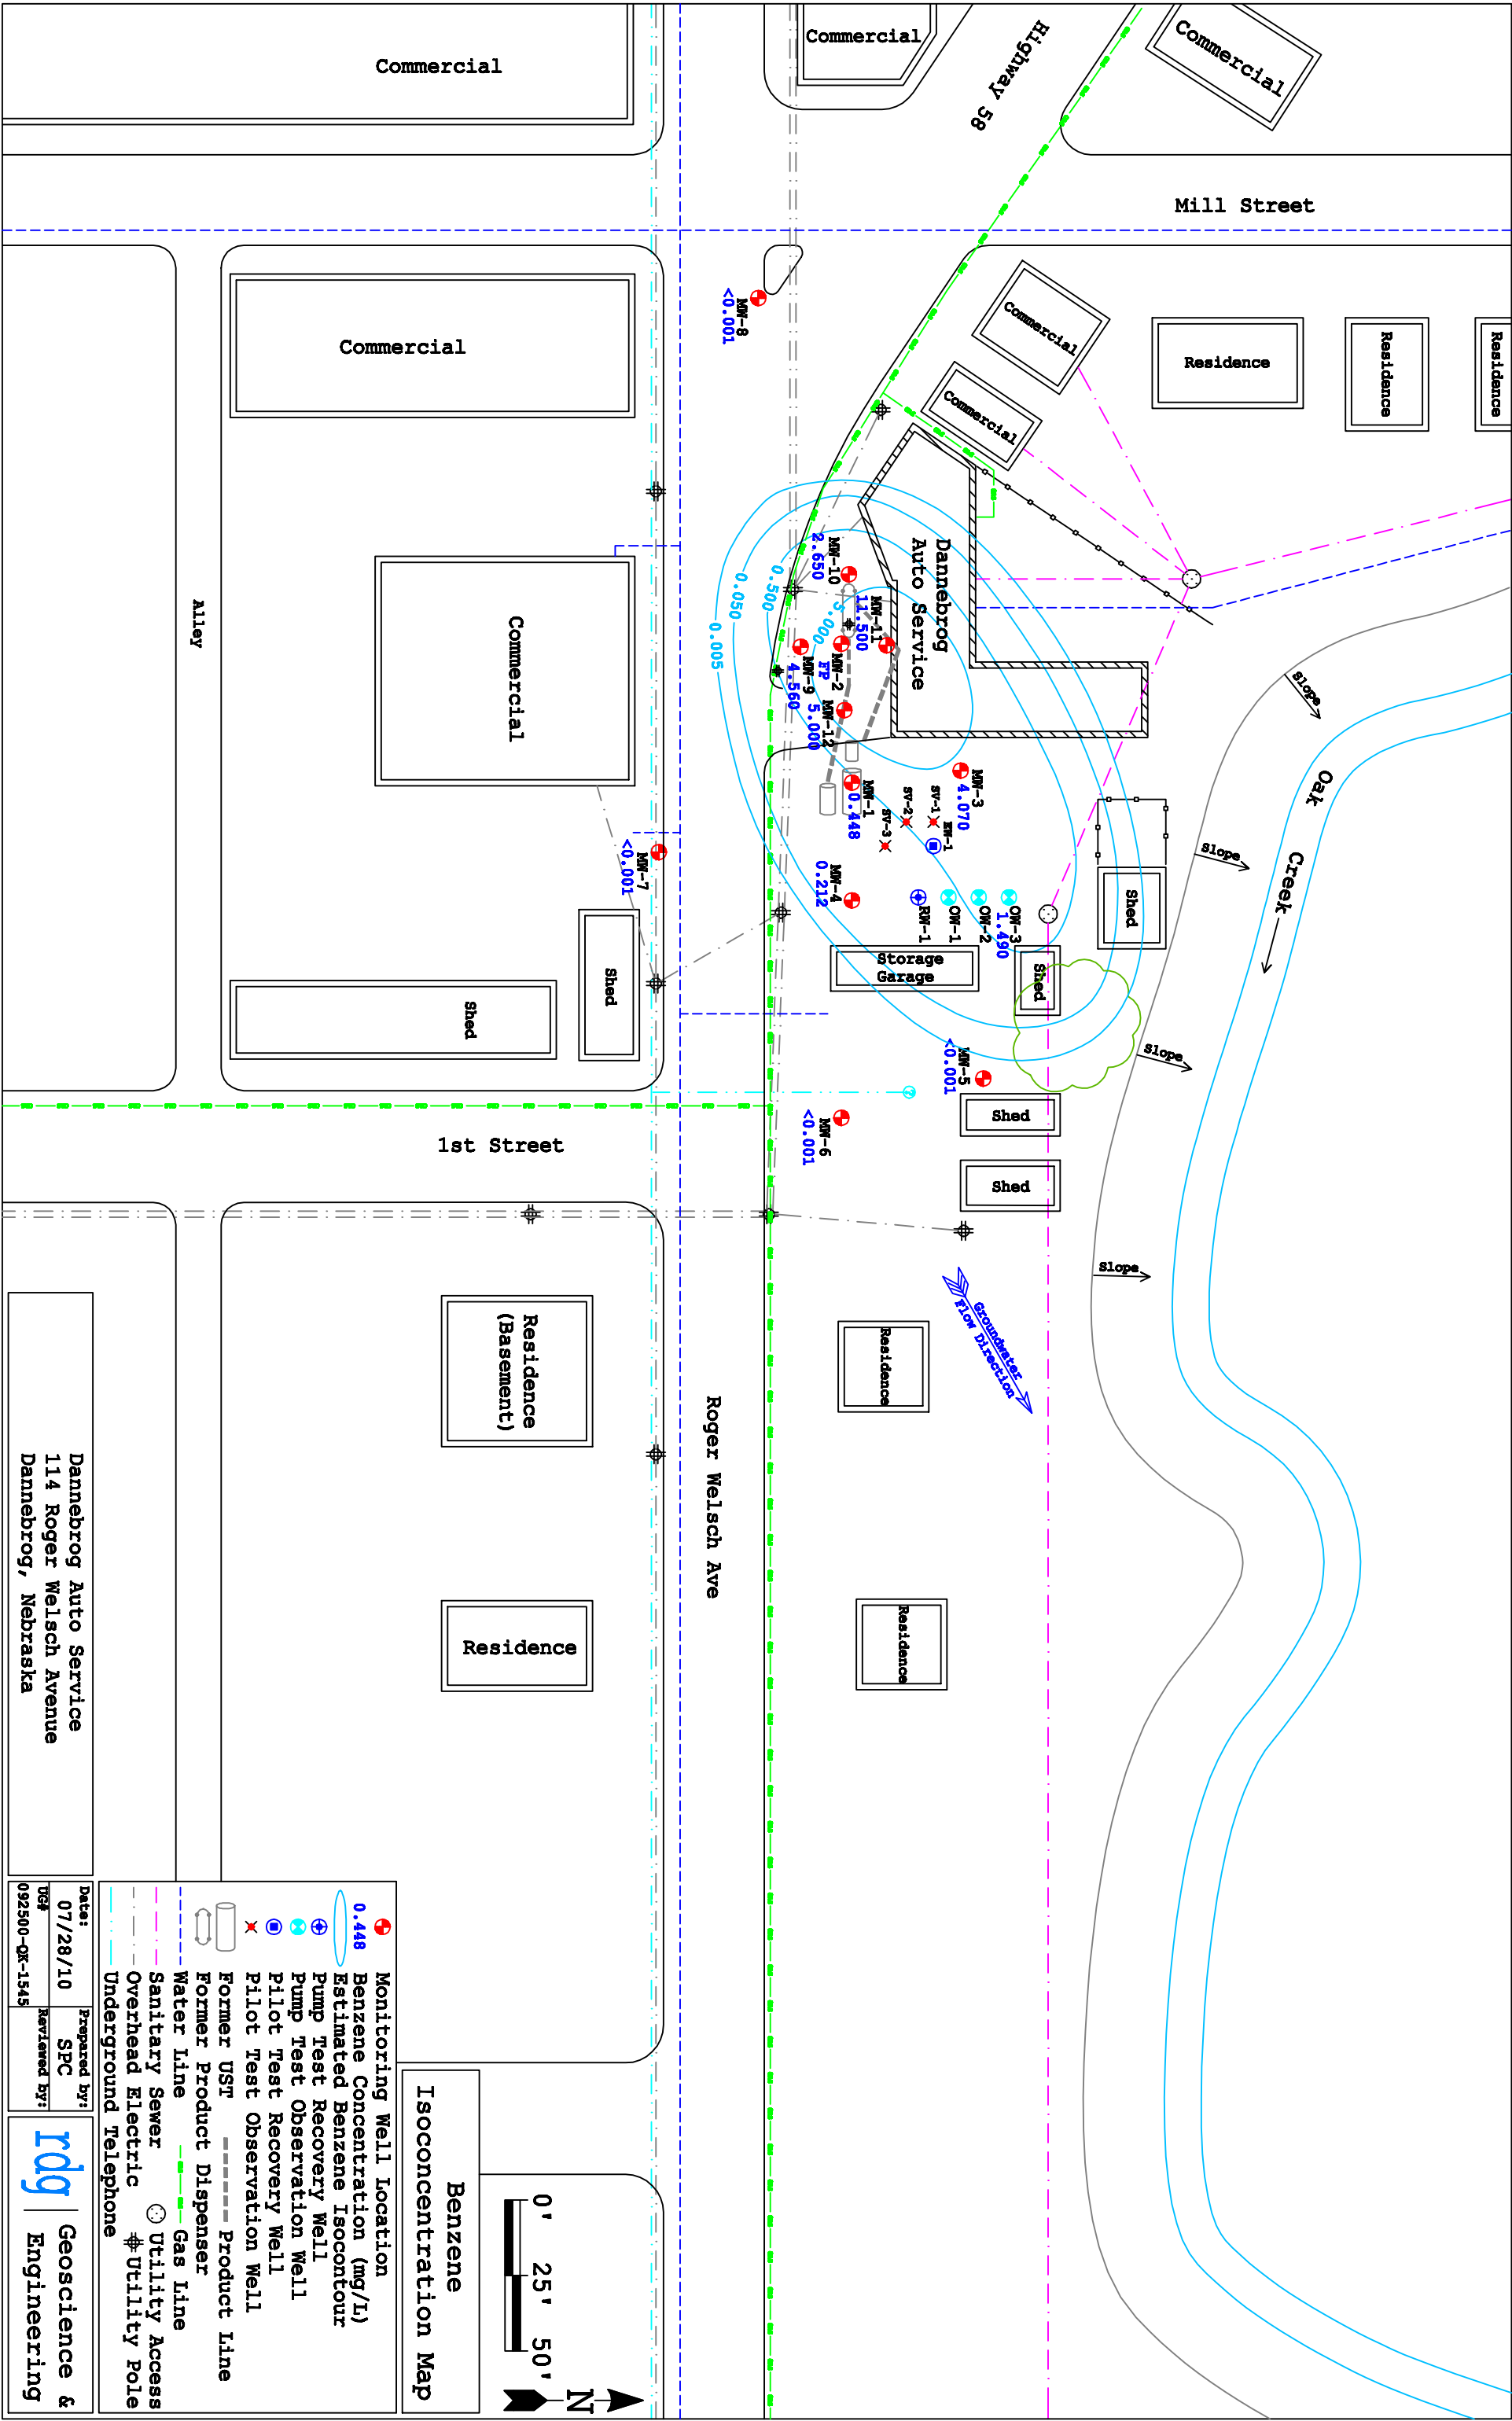 Commercial
Commercial
Highway 58
Commercial
Mill Street
MW-8
<0.001
Commercial
Commercial
Commercial
Residence
Residence
Residence
Dannebrog
Auto Service
MW-10
2.650
MW-11
11.500
MW-2
FP
MW-9
4.560
MW-12
5.000
5.000
0.500
0.050
0.005
MW-1
0.448
MW-3
4.070
SV-1
SV-2
SV-3
EW-1
MW-4
0.212
RW-1
OW-1
OW-2
OW-3
1.490
Storage
Garage
Shed
Shed
Slope
Slope
Slope
Slope
Oak
Creek
Commercial
Commercial
Alley
MW-7
<0.001
Shed
Shed
MW-5
<0.001
MW-6
<0.001
Shed
Shed
1st Street
Groundwater
Flow Direction
Residence
(Basement)
Residence
Residence
Residence
Roger Welsch Ave
0' 25' 50'
N
Benzene
Isoconcentration Map
Monitoring Well Location
0.448 Benzene Concentration (mg/L)
Estimated Benzene Isocontour
Pump Test Recovery Well
Pump Test Observation Well
Pilot Test Recovery Well
Pilot Test Observation Well
Former UST Product Line
Former Product Dispenser
Water Line Gas Line
Sanitary Sewer Utility Access
Overhead Electric Utility Pole
Underground Telephone
Dannebrog Auto Service
114 Roger Welsch Avenue
Dannebrog, Nebraska
Date:
07/28/10
Prepared by:
SPC
UG#
092500-QK-1545
Reviewed by:
rdg
Geoscience &
Engineering